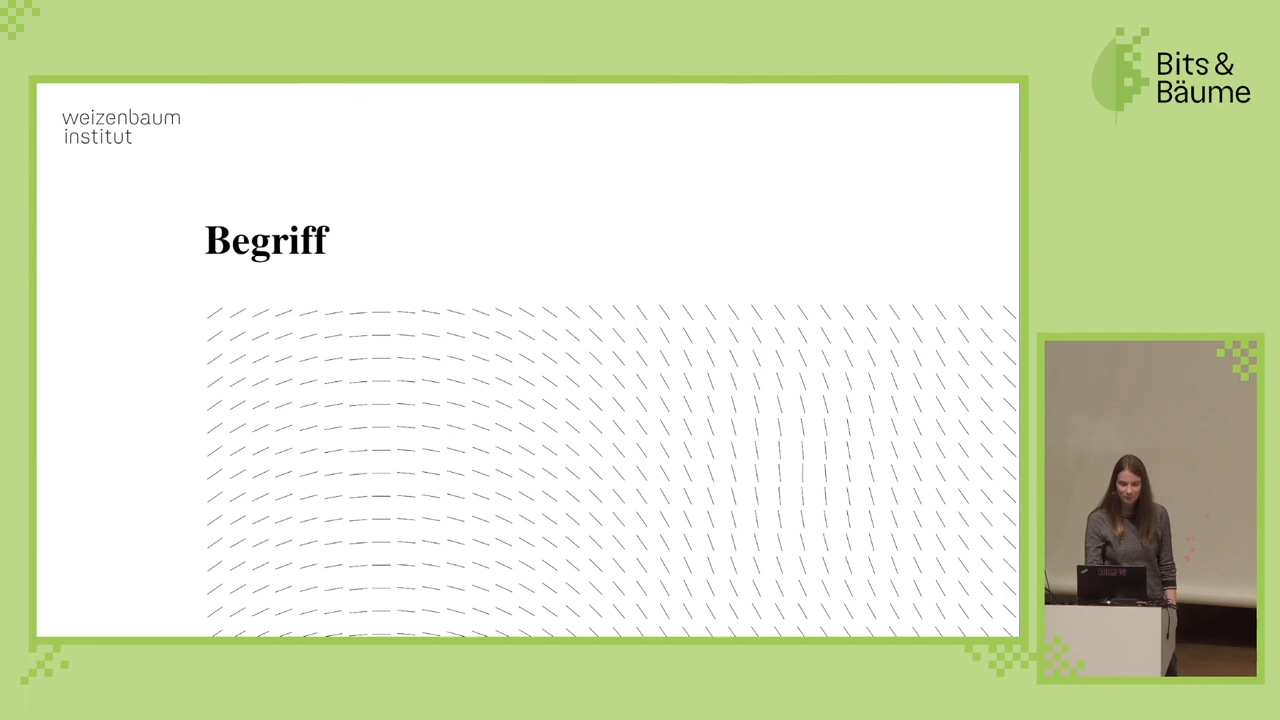 weizenbaum
institut
Begriff
Bits &
Bäume